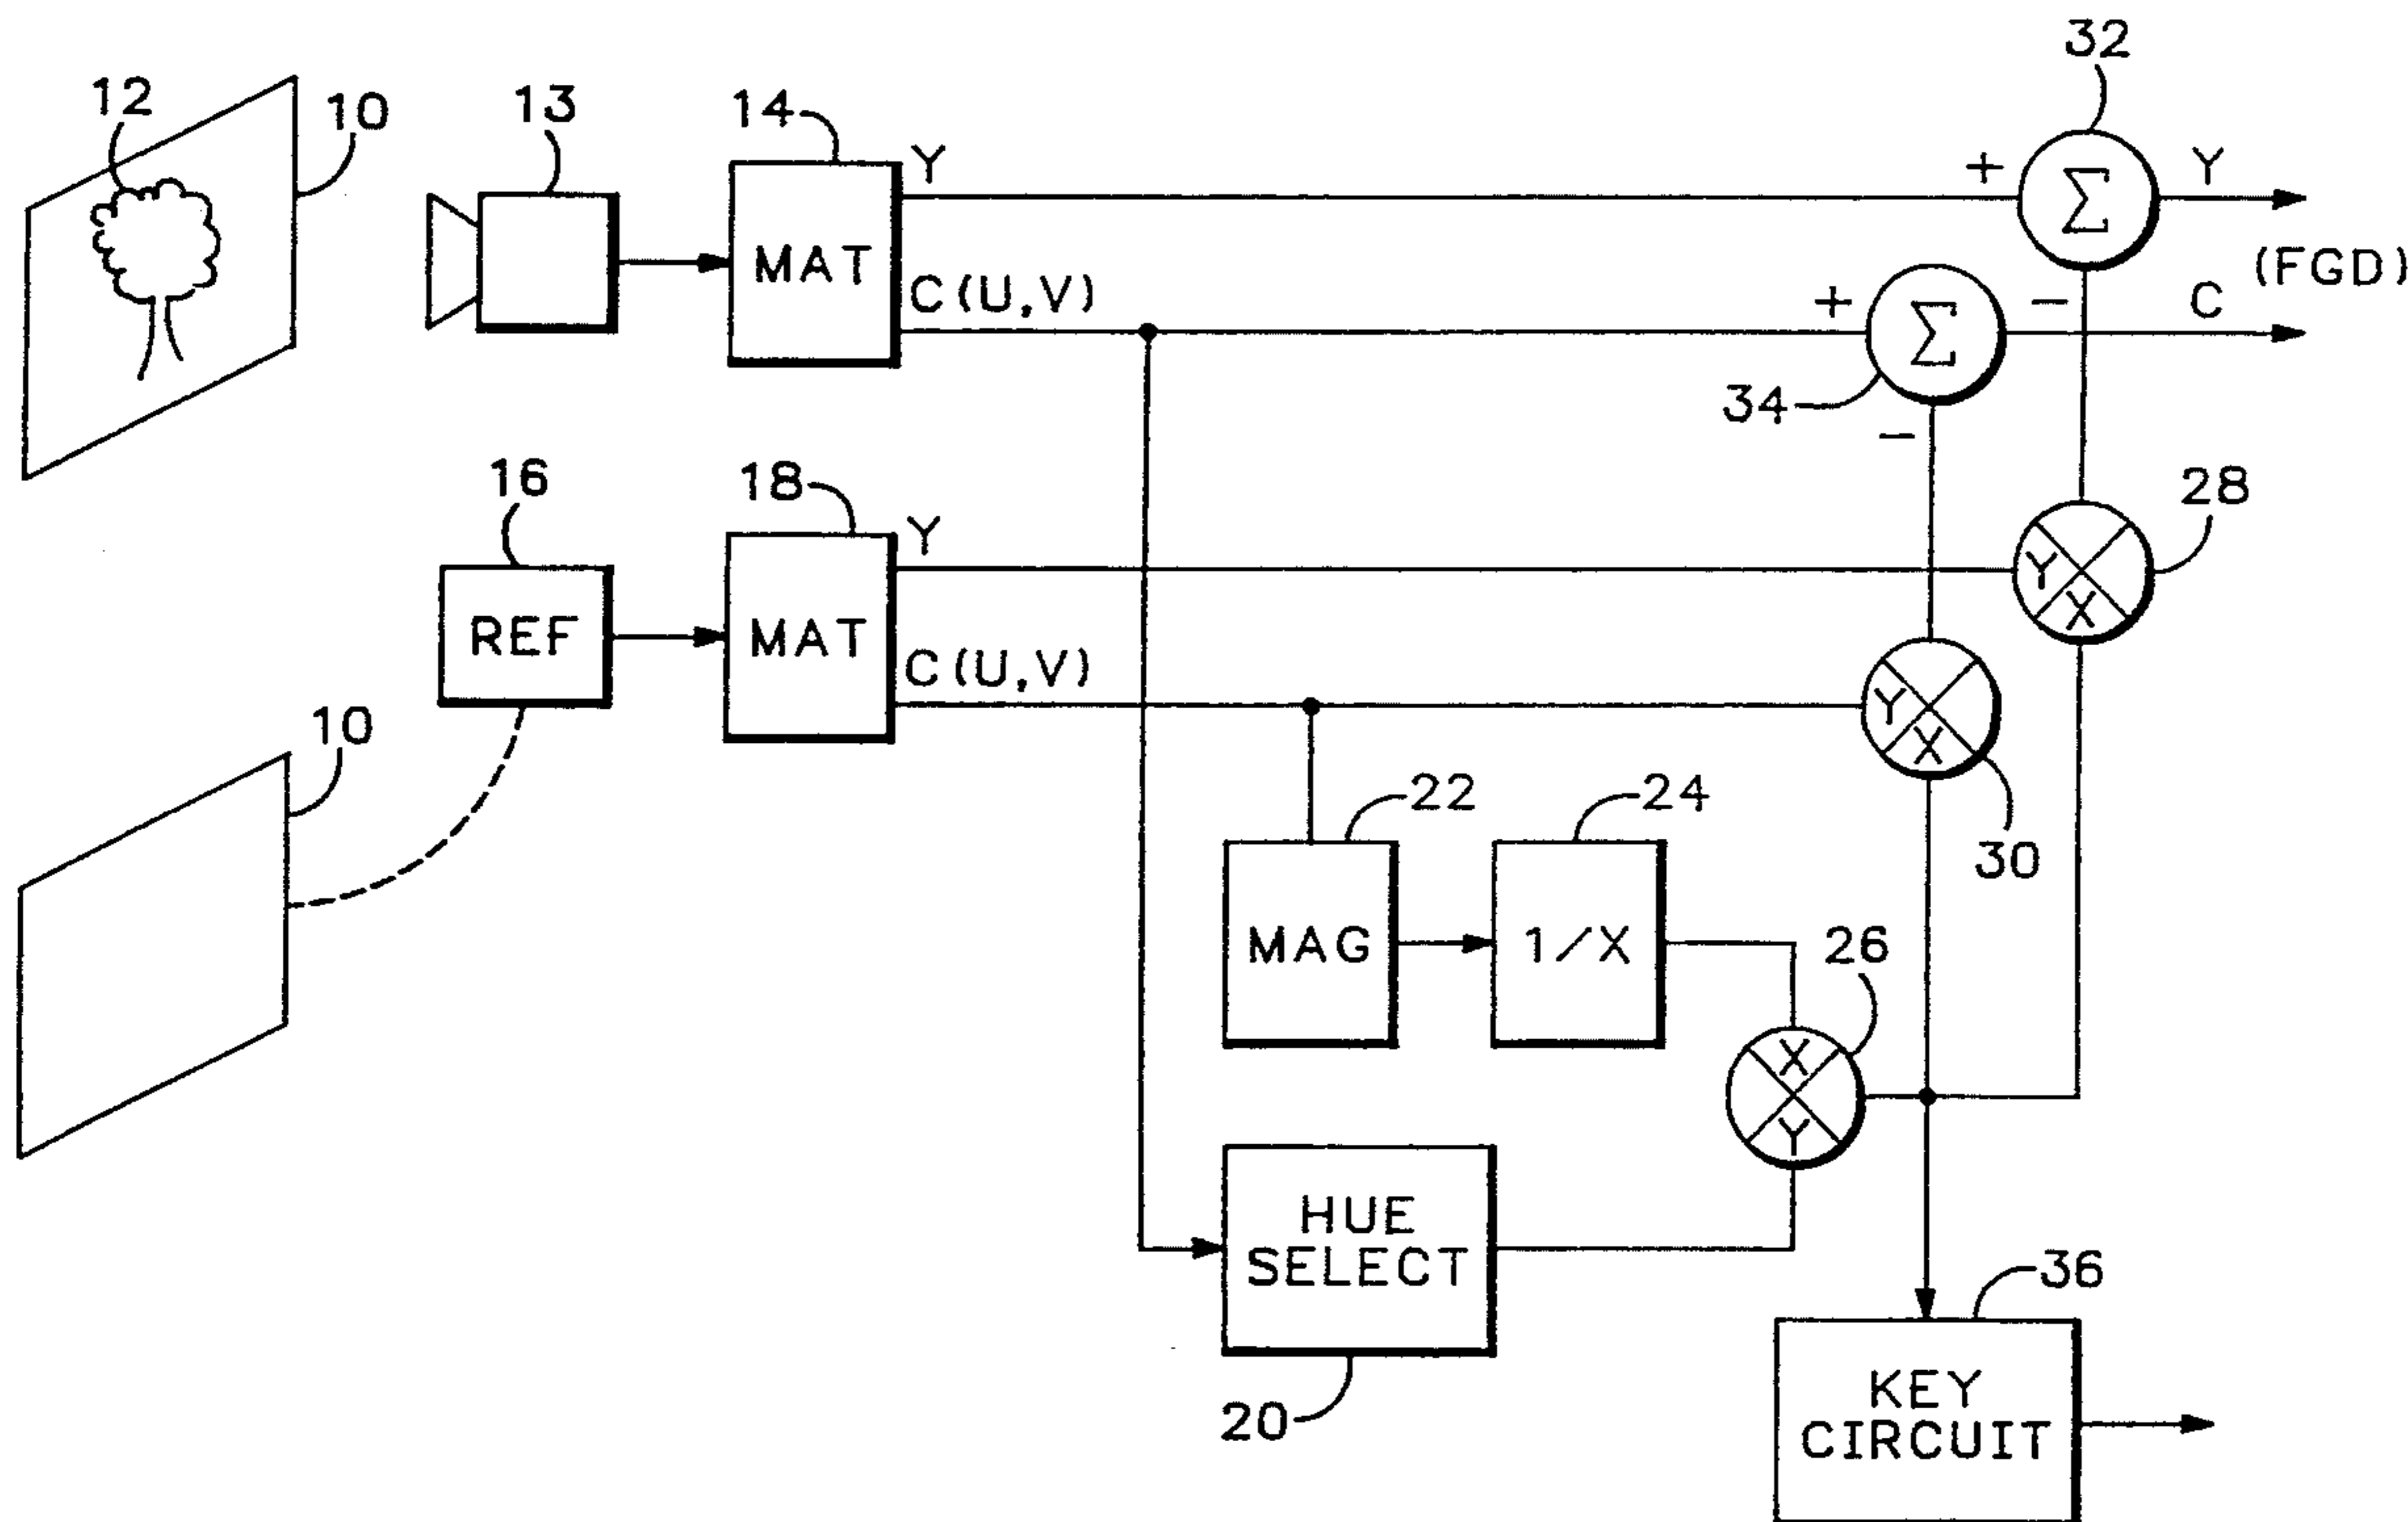 32
12
10
13
14
Y
+
Σ
Y
MAT
C (U,V)
+
Σ
-
C
(FGD)
34
-
16
18
Y
28
Y
X
REF
MAT
C (U,V)
Y
X
10
22
24
30
MAG
1/X
26
X
Y
HUE
SELECT
36
20
KEY
CIRCUIT